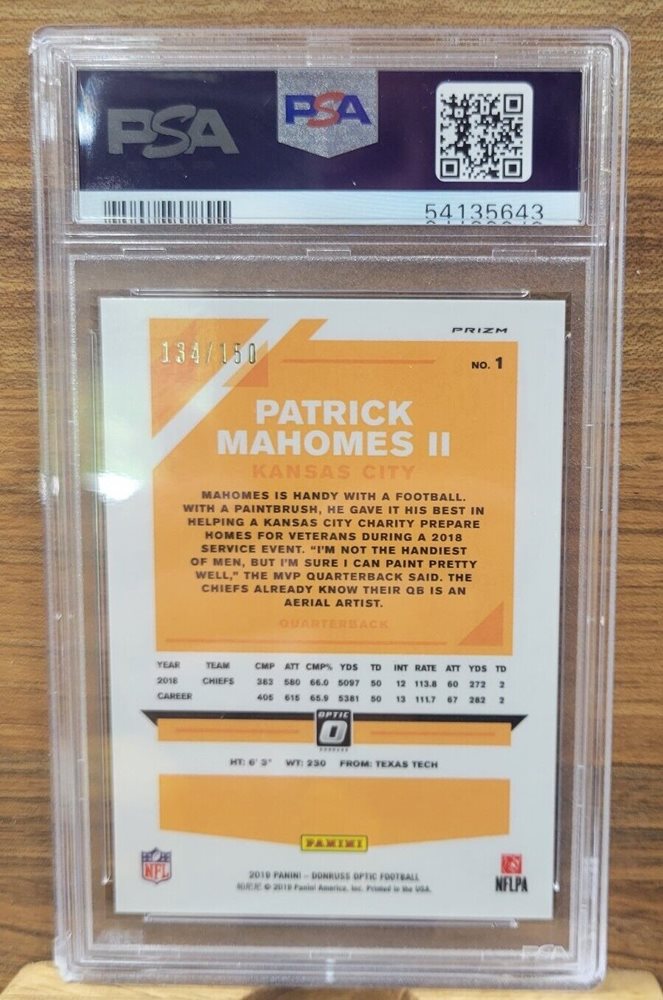 PSA PSA
54135643
134/150
PRIZM
NO. 1
PATRICK
MAHOMES II
KANSAS CITY
MAHOMES IS HANDY WITH A FOOTBALL.
WITH A PAINTBRUSH, HE GAVE IT HIS BEST IN
HELPING A KANSAS CITY CHARITY PREPARE
HOMES FOR VETERANS DURING A 2018
SERVICE EVENT. “I'M NOT THE HANDIEST
OF MEN, BUT I'M SURE I CAN PAINT PRETTY
WELL,” THE MVP QUARTERBACK SAID. THE
CHIEFS ALREADY KNOW THEIR QB IS AN
AERIAL ARTIST.
QUARTERBACK
YEAR TEAM CMP ATT CMP% YDS TD INT RATE ATT YDS TD
2018 CHIEFS 383 580 66.0 5097 50 12 113.8 60 272 2
CAREER 405 615 65.9 5381 50 13 111.7 67 282 2
OPTIC
DONRUSS
HT: 6' 3" WT: 230 FROM: TEXAS TECH
PANINI
NFL
NFLPA
2019 PANINI – DONRUSS OPTIC FOOTBALL
© 2019 Panini America, Inc. Printed in the USA.
PSA